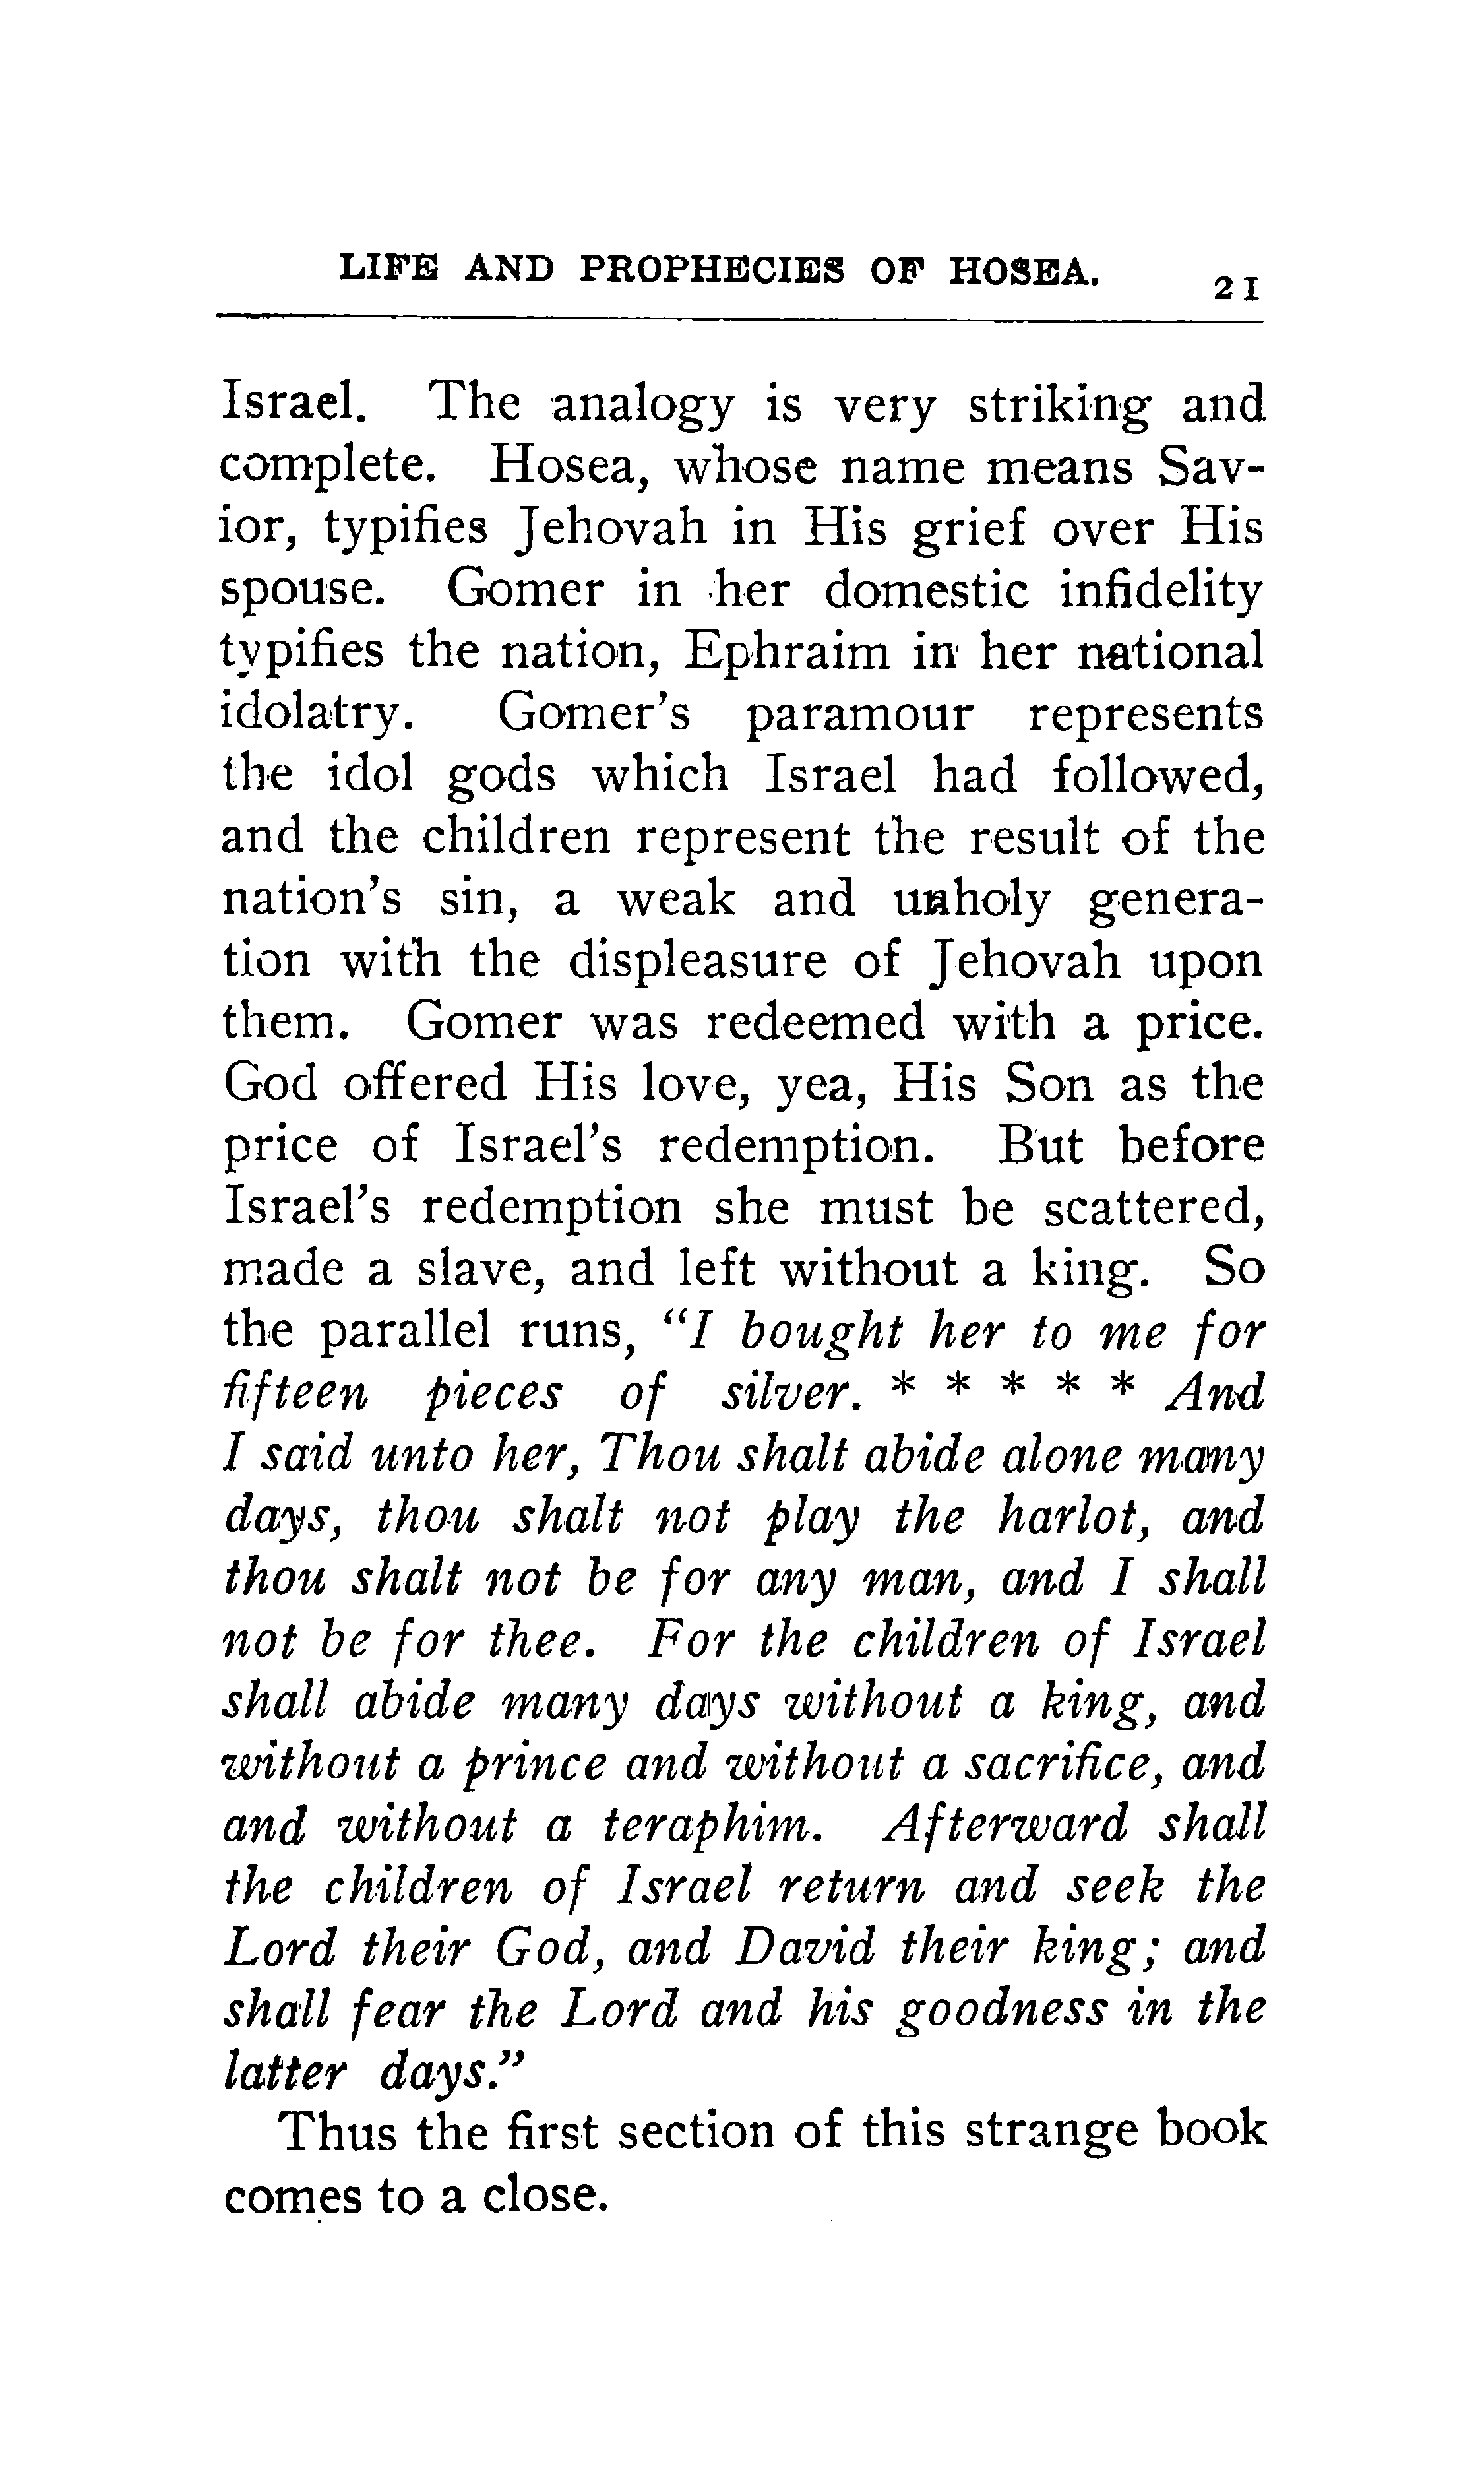 LIFE AND PROPHECIES OF HOSEA. 21
Israel. The analogy is very striking and
complete. Hosea, whose name means Sav-
ior, typifies Jehovah in His grief over His
spouse. Gomer in her domestic infidelity
typifies the nation, Ephraim in her national
idolatry. Gomer's paramour represents
the idol gods which Israel had followed,
and the children represent the result of the
nation's sin, a weak and unholy genera-
tion with the displeasure of Jehovah upon
them. Gomer was redeemed with a price.
God offered His love, yea, His Son as the
price of Israel's redemption. But before
Israel's redemption she must be scattered,
made a slave, and left without a king. So
the parallel runs, “I bought her to me for
fifteen pieces of silver. * * * * * And
I said unto her, Thou shalt abide alone many
days, thou shalt not play the harlot, and
thou shalt not be for any man, and I shall
not be for thee. For the children of Israel
shall abide many days without a king, and
without a prince and without a sacrifice, and
and without a teraphim. Afterward shall
the children of Israel return and seek the
Lord their God, and David their king; and
shall fear the Lord and his goodness in the
latter days.”
Thus the first section of this strange book
comes to a close.